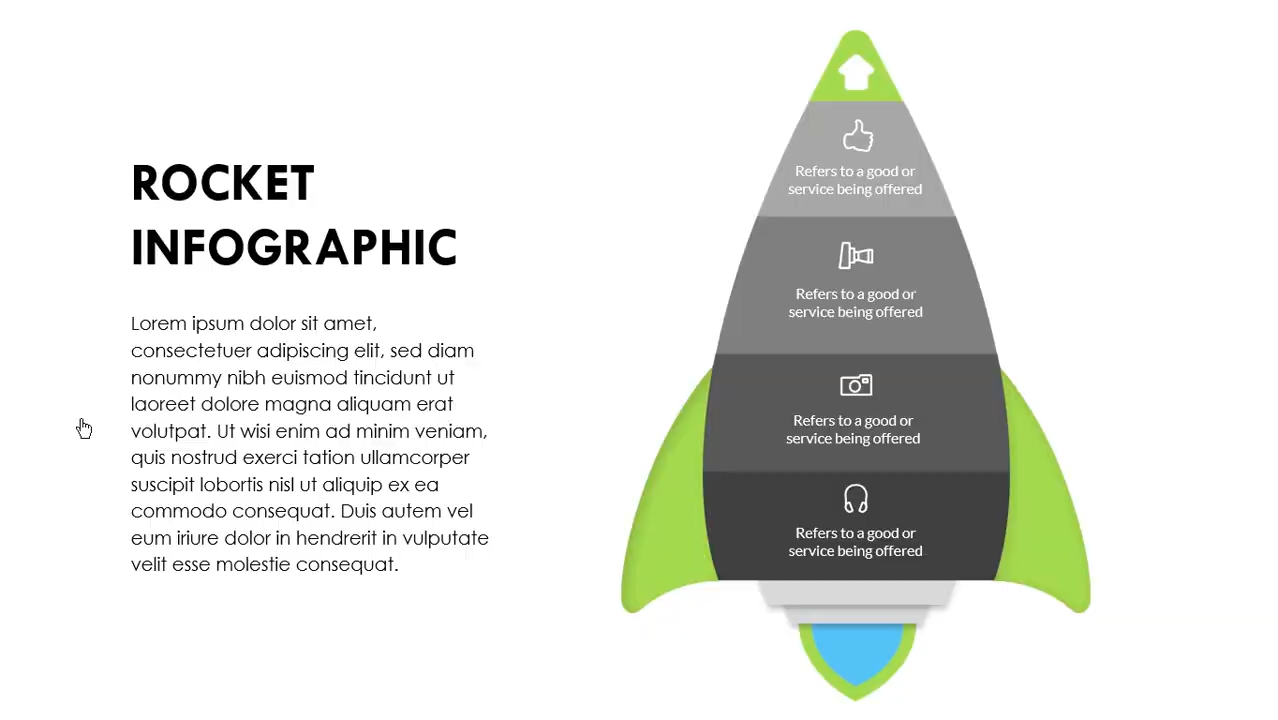 ROCKET
INFOGRAPHIC
Lorem ipsum dolor sit amet,
consectetuer adipiscing elit, sed diam
nonummy nibh euismod tincidunt ut
laoreet dolore magna aliquam erat
volutpat. Ut wisi enim ad minim veniam,
quis nostrud exerci tation ullamcorper
suscipit lobortis nisl ut aliquip ex ea
commodo consequat. Duis autem vel
eum iriure dolor in hendrerit in vulputate
velit esse molestie consequat.
Refers to a good or
service being offered
Refers to a good or
service being offered
Refers to a good or
service being offered
Refers to a good or
service being offered